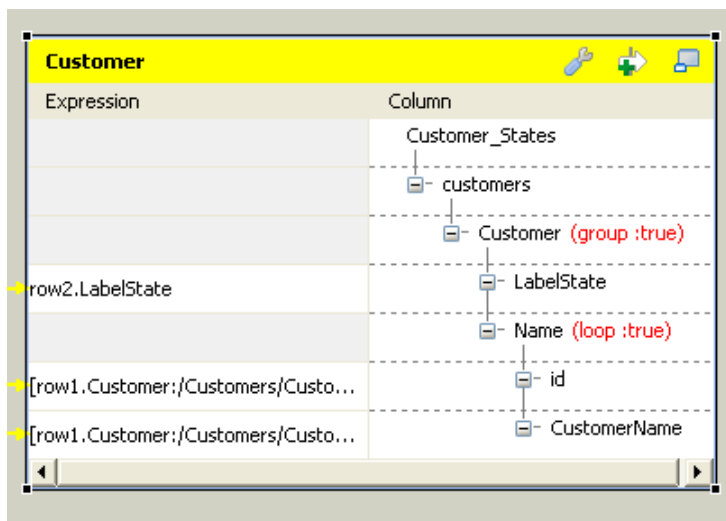 Customer
Expression Column
Customer_States
customers
Customer (group :true)
row2.LabelState LabelState
Name (loop :true)
[row1.Customer:/Customers/Custo... id
[row1.Customer:/Customers/Custo... CustomerName